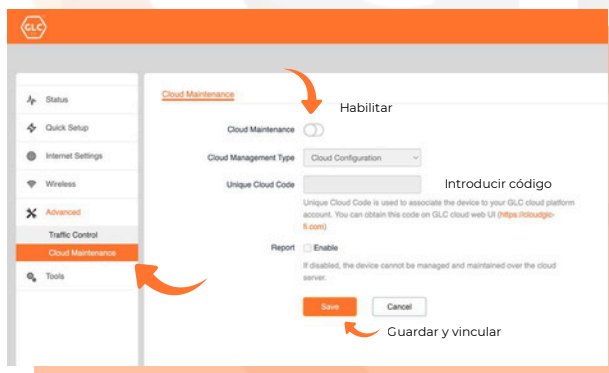 GLC
Status
Quick Setup
Internet Settings
Wireless
Advanced
Traffic Control
Cloud Maintenance
Tools
Cloud Maintenance
Habilitar
Cloud Maintenance
Cloud Management Type Cloud Configuration
Unique Cloud Code Introducir código
Unique Cloud Code is used to associate the device to your GLC cloud platform
account. You can obtain this code on GLC cloud web UI (https://cloudglc-
fi.com)
Report Enable
If disabled, the device cannot be managed and maintained over the cloud
server.
Save Cancel
Guardar y vincular